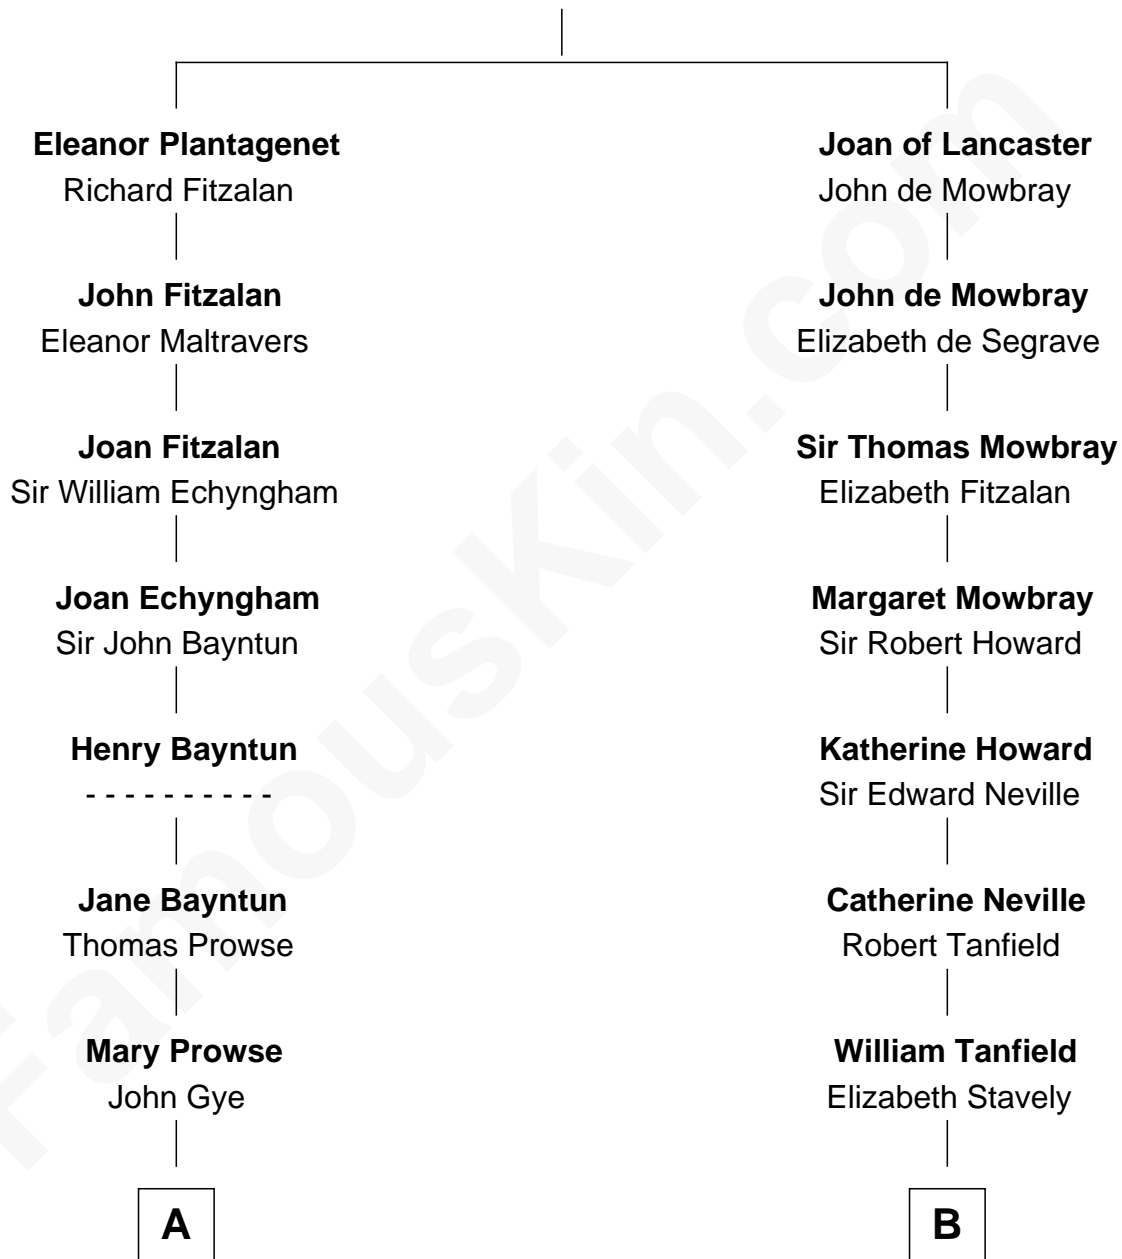 Eleanor Plantagenet
Richard Fitzalan
John Fitzalan
Eleanor Maltravers
Joan Fitzalan
Sir William Echyngham
Joan Echyngham
Sir John Bayntun
Henry Bayntun
- - - - - - - - - -
Jane Bayntun
Thomas Prowse
Mary Prowse
John Gye
A
Joan of Lancaster
John de Mowbray
John de Mowbray
Elizabeth de Segrave
Sir Thomas Mowbray
Elizabeth Fitzalan
Margaret Mowbray
Sir Robert Howard
Katherine Howard
Sir Edward Neville
Catherine Neville
Robert Tanfield
William Tanfield
Elizabeth Stavely
B
FamousKin.com